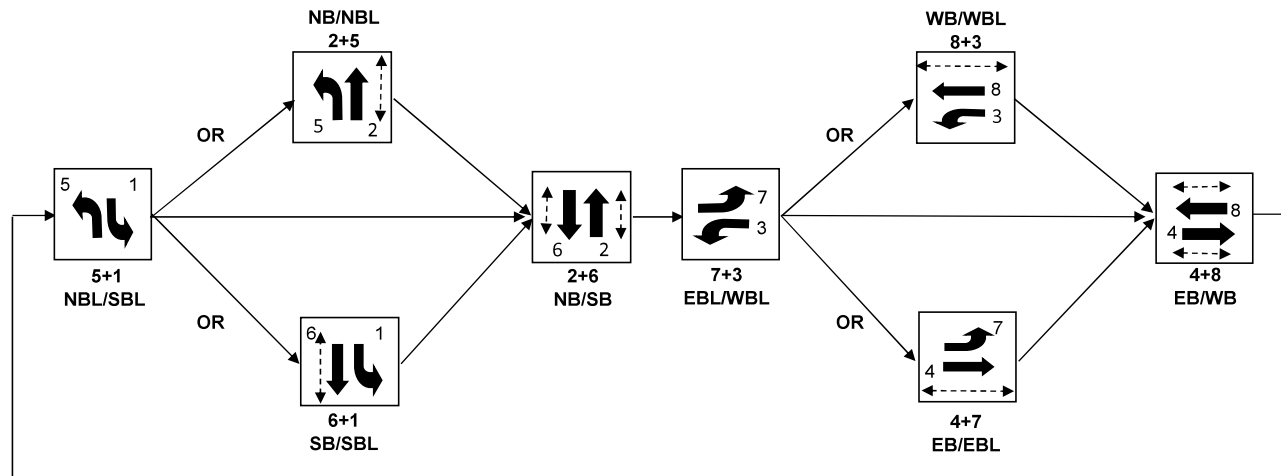 NB/NBL
2+5
5
2
OR
5
1
5+1
NBL/SBL
OR
6
1
6+1
SB/SBL
6
2
2+6
NB/SB
7
3
7+3
EBL/WBL
WB/WBL
8+3
8
3
OR
OR
7
4
4+7
EB/EBL
8
4
4+8
EB/WB